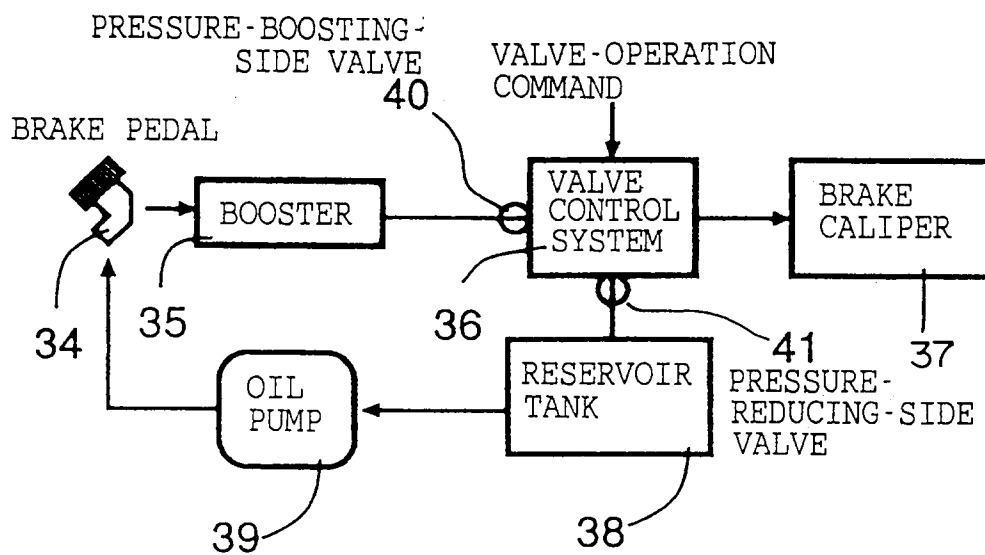 PRESSURE-BOOSTING-
SIDE VALVE
40
VALVE-OPERATION
COMMAND
BRAKE PEDAL
BOOSTER
VALVE
CONTROL
SYSTEM
BRAKE
CALIPER
34
35
36
41
37
OIL
PUMP
RESERVOIR
TANK
PRESSURE-
REDUCING-SIDE
VALVE
39
38